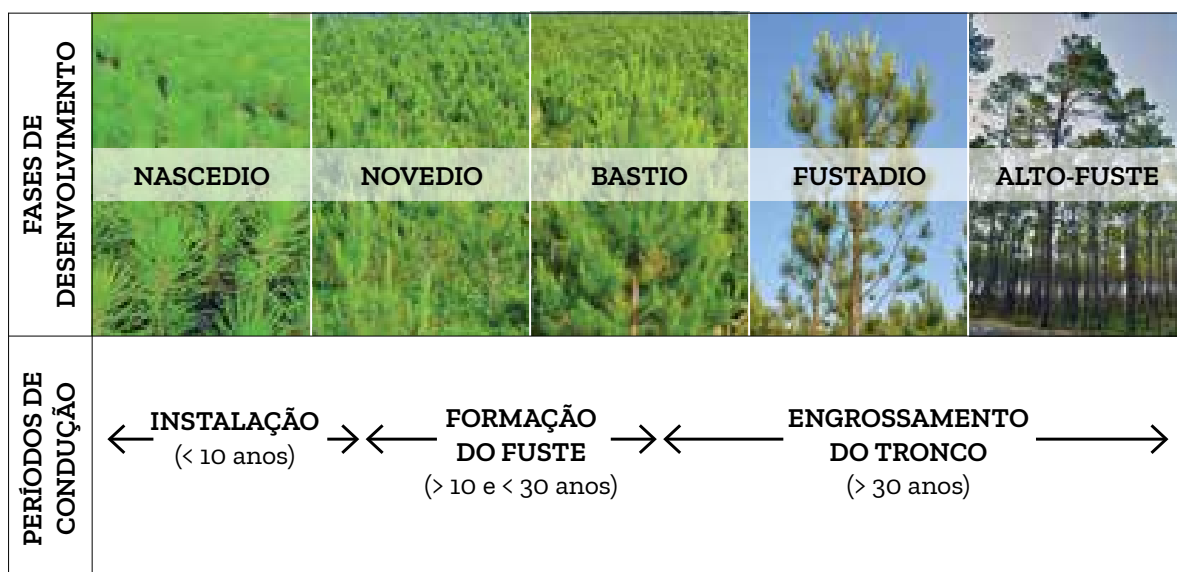 FASES DE
DESENVOLVIMENTO
NASCEDIO
NOVEDIO
BASTIO
FUSTADIO
ALTO-FUSTE
PERÍODOS DE
CONDUÇÃO
INSTALAÇÃO
(< 10 anos)
FORMAÇÃO
DO FUSTE
(> 10 e < 30 anos)
ENGROSSAMENTO
DO TRONCO
(> 30 anos)